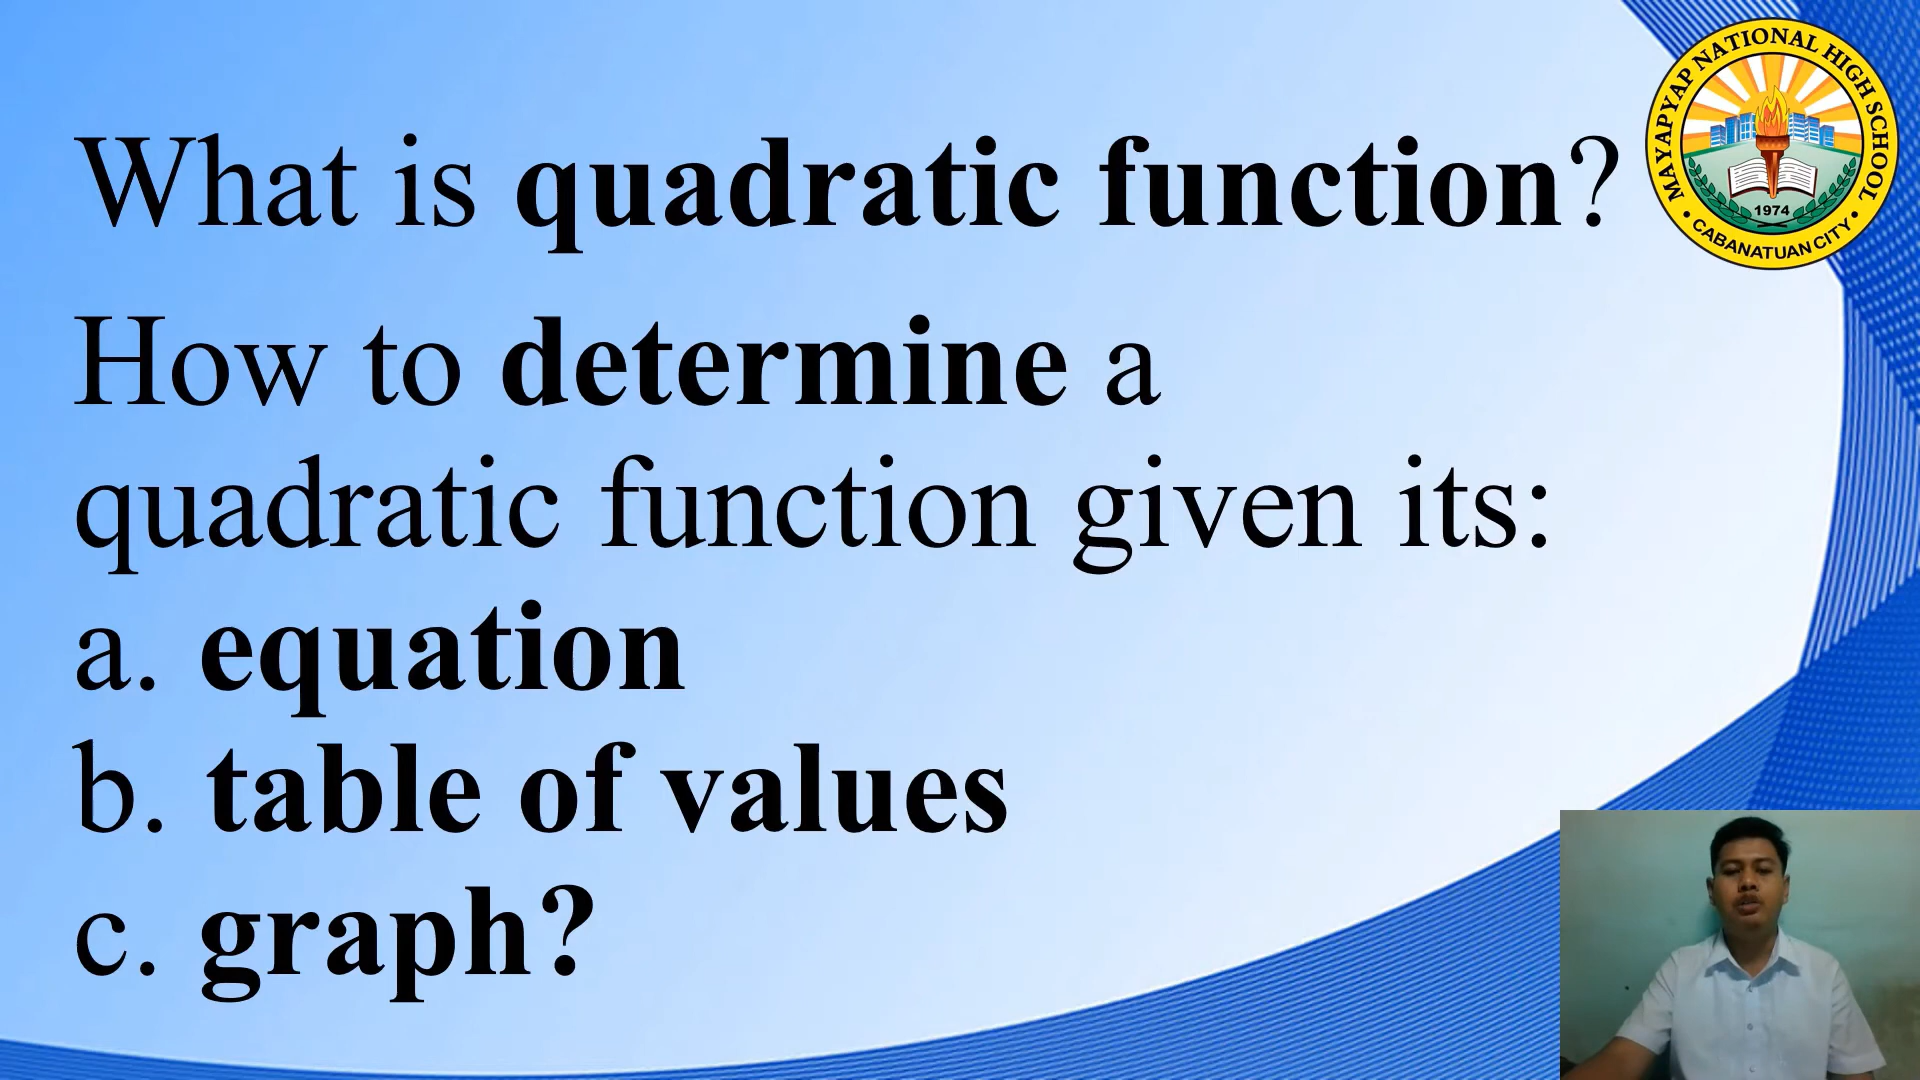 What is quadratic function?
How to determine a
quadratic function given its:
a. equation
b. table of values
c. graph?
MAYAPYAP NATIONAL HIGH SCHOOL
1974
• CABANATUAN CITY •